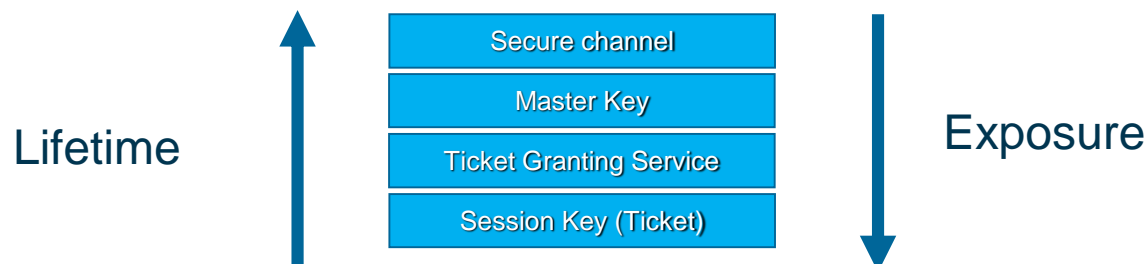 Secure channel
Master Key
Lifetime
Exposure
Ticket Granting Service
Session Key (Ticket)